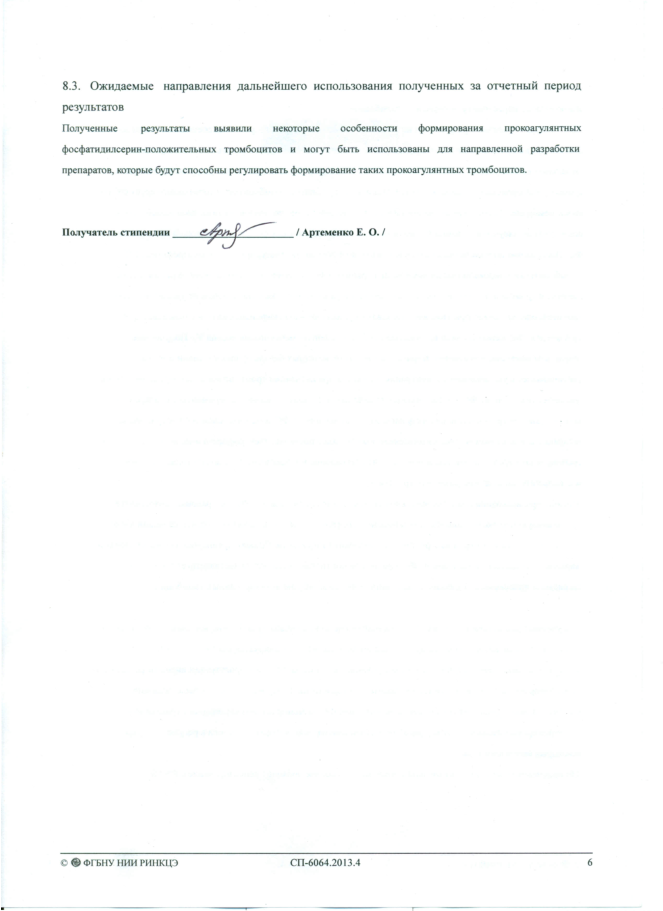 8.3. Ожидаемые направления дальнейшего использования полученных за отчетный период
результатов
Полученные результаты выявили некоторые особенности формирования прокоагулянтных
фосфатидилсерин-положительных тромбоцитов и могут быть использованы для направленной разработки
препаратов, которые будут способны регулировать формирование таких прокоагулянтных тромбоцитов.
Получатель стипендии / Артеменко Е. О. /
© ФГБНУ НИИ РИНКЦЭ СП-6064.2013.4 6